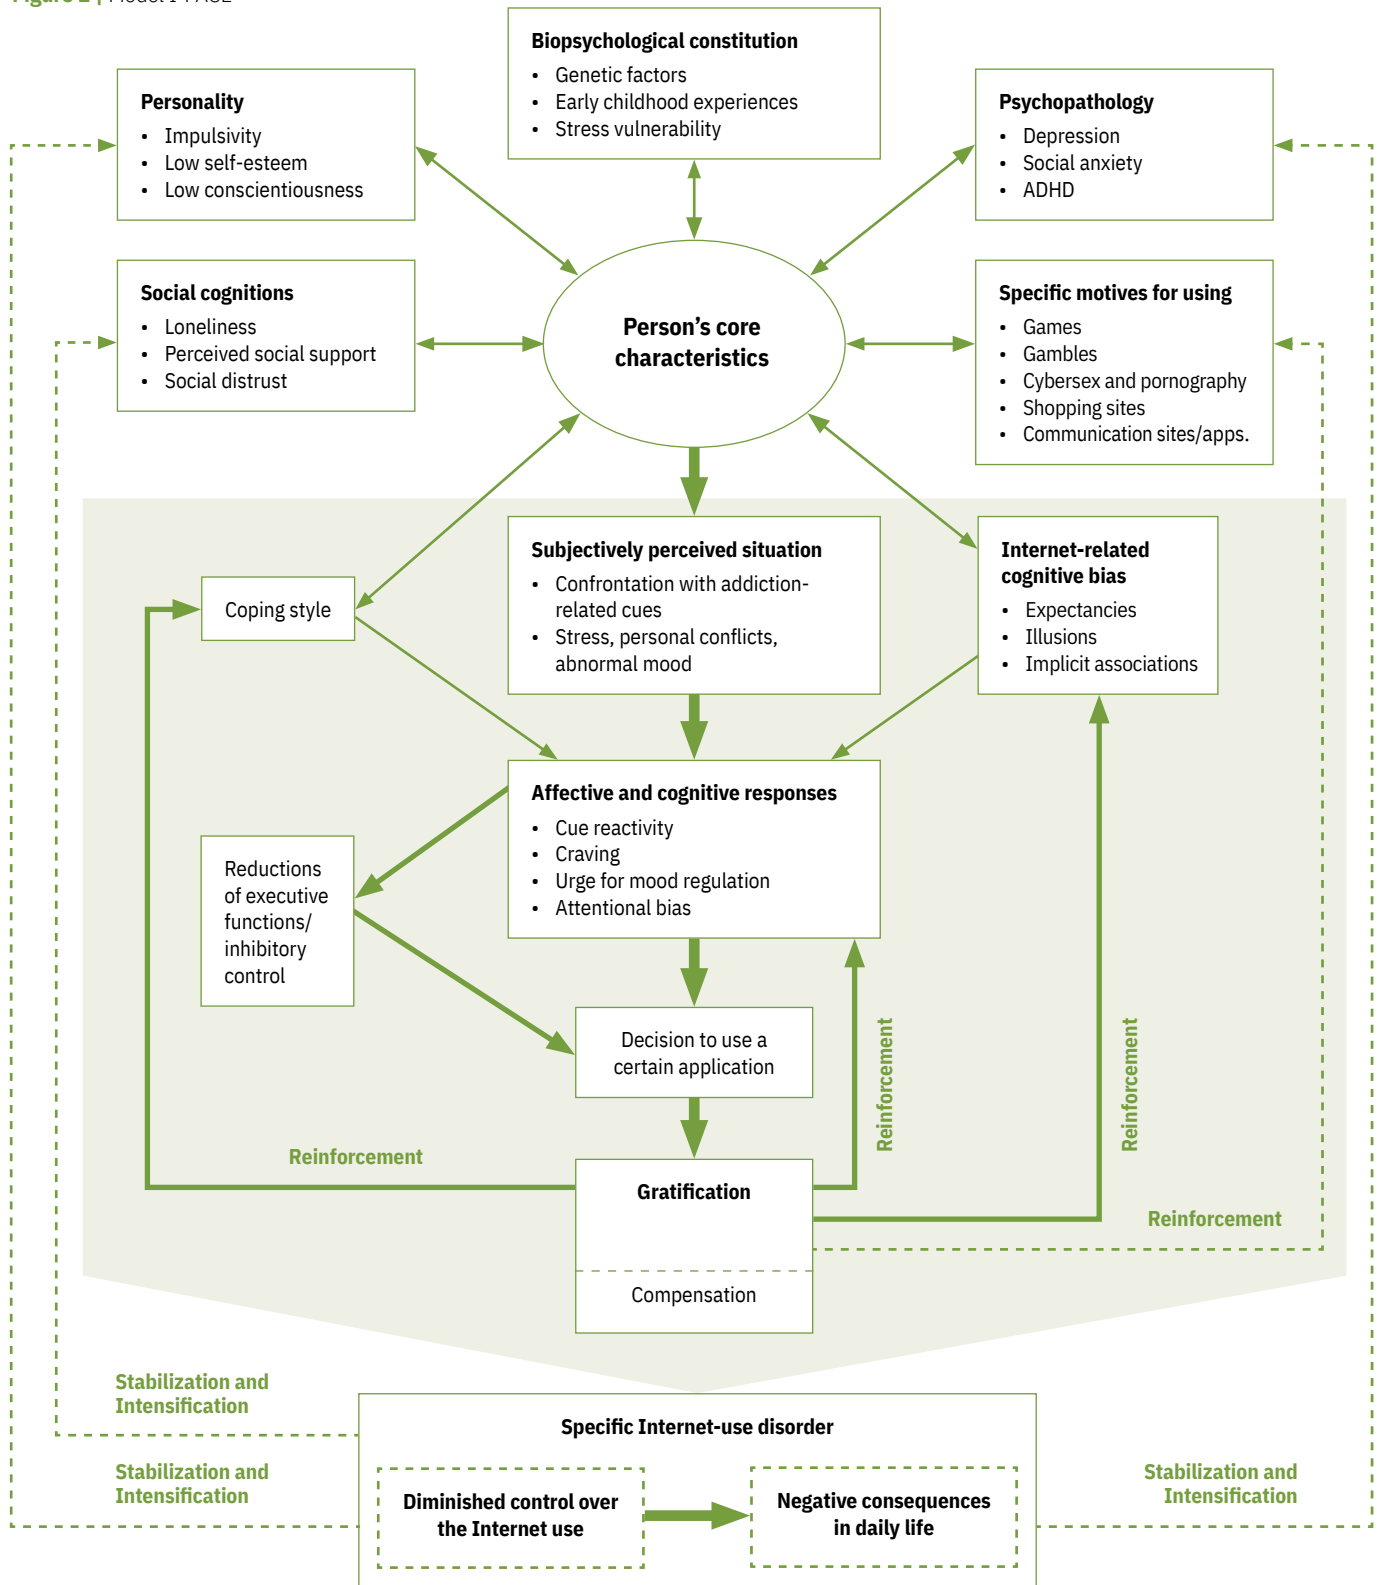 Figure | Model I-PACE
Biopsychological constitution
• Genetic factors
• Early childhood experiences
• Stress vulnerability
Personality
• Impulsivity
• Low self-esteem
• Low conscientiousness
Psychopathology
• Depression
• Social anxiety
• ADHD
Social cognitions
• Loneliness
• Perceived social support
• Social distrust
Person's core
characteristics
Specific motives for using
• Games
• Gambles
• Cybersex and pornography
• Shopping sites
• Communication sites/apps.
Coping style
Subjectively perceived situation
• Confrontation with addiction-
related cues
• Stress, personal conflicts,
abnormal mood
Internet-related
cognitive bias
• Expectancies
• Illusions
• Implicit associations
Affective and cognitive responses
• Cue reactivity
• Craving
• Urge for mood regulation
• Attentional bias
Reductions
of executive
functions/
inhibitory
control
Decision to use a
certain application
Reinforcement
Reinforcement
Reinforcement
Gratification
Reinforcement
Compensation
Stabilization and
Intensification
Specific Internet-use disorder
Stabilization and
Intensification
Diminished control over
the Internet use
Negative consequences
in daily life
Stabilization and
Intensification